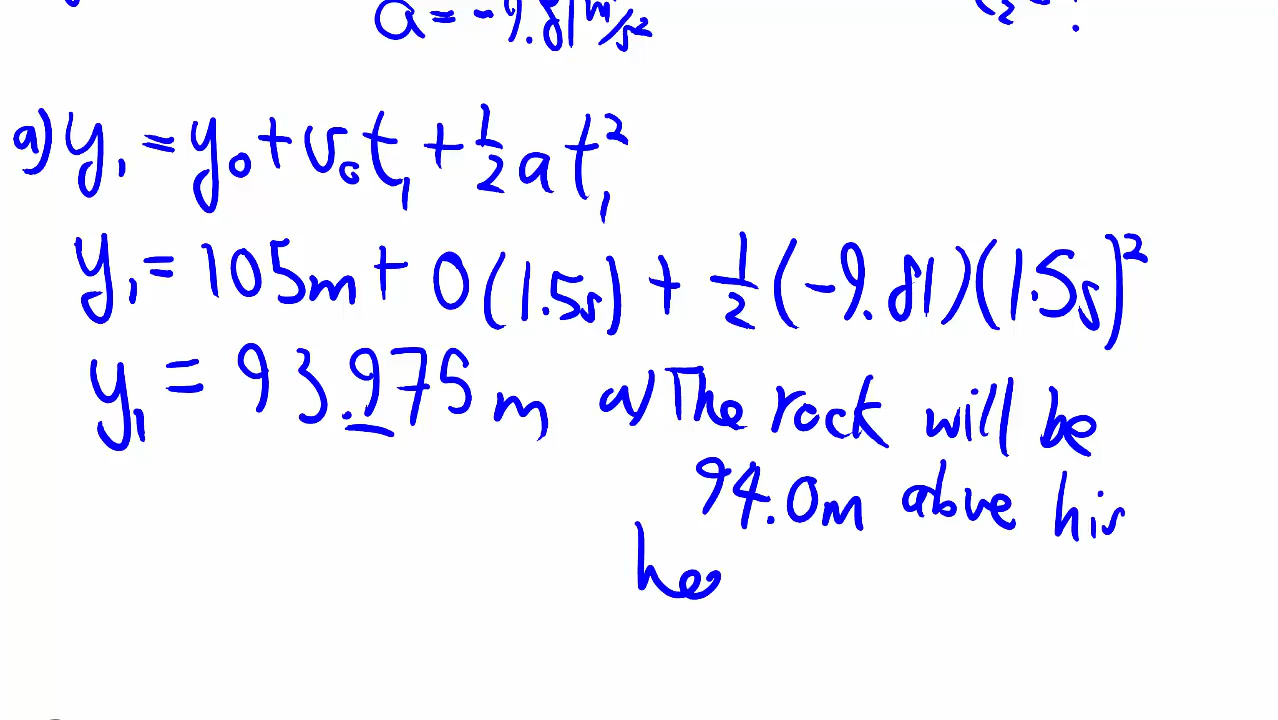 a = -9.81 m/s²
a) y₁ = y₀ + v₀t₁ + ½at₁²
y₁ = 105m + 0(1.5s) + ½(-9.81)(1.5s)²
y₁ = 93.975 m
a) The rock will be
94.0m above his